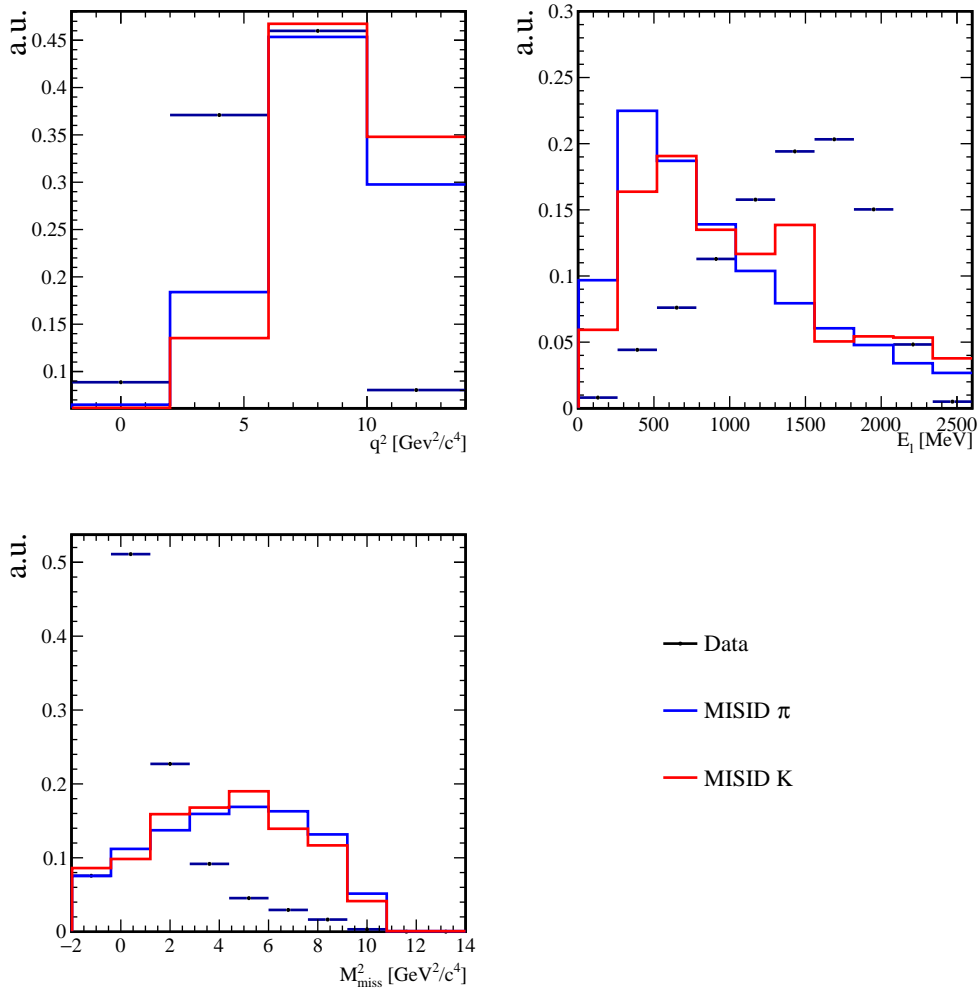 a.u.
0.45
0.4
0.35
0.3
0.25
0.2
0.15
0.1
0 5 10
q² [Gev²/c⁴]
a.u.
0.3
0.25
0.2
0.15
0.1
0.05
0
0 500 1000 1500 2000 2500
E_l [MeV]
a.u.
0.5
0.4
0.3
0.2
0.1
0
−2 0 2 4 6 8 10 12 14
M²_miss [GeV²/c⁴]
Data
MISID π
MISID K